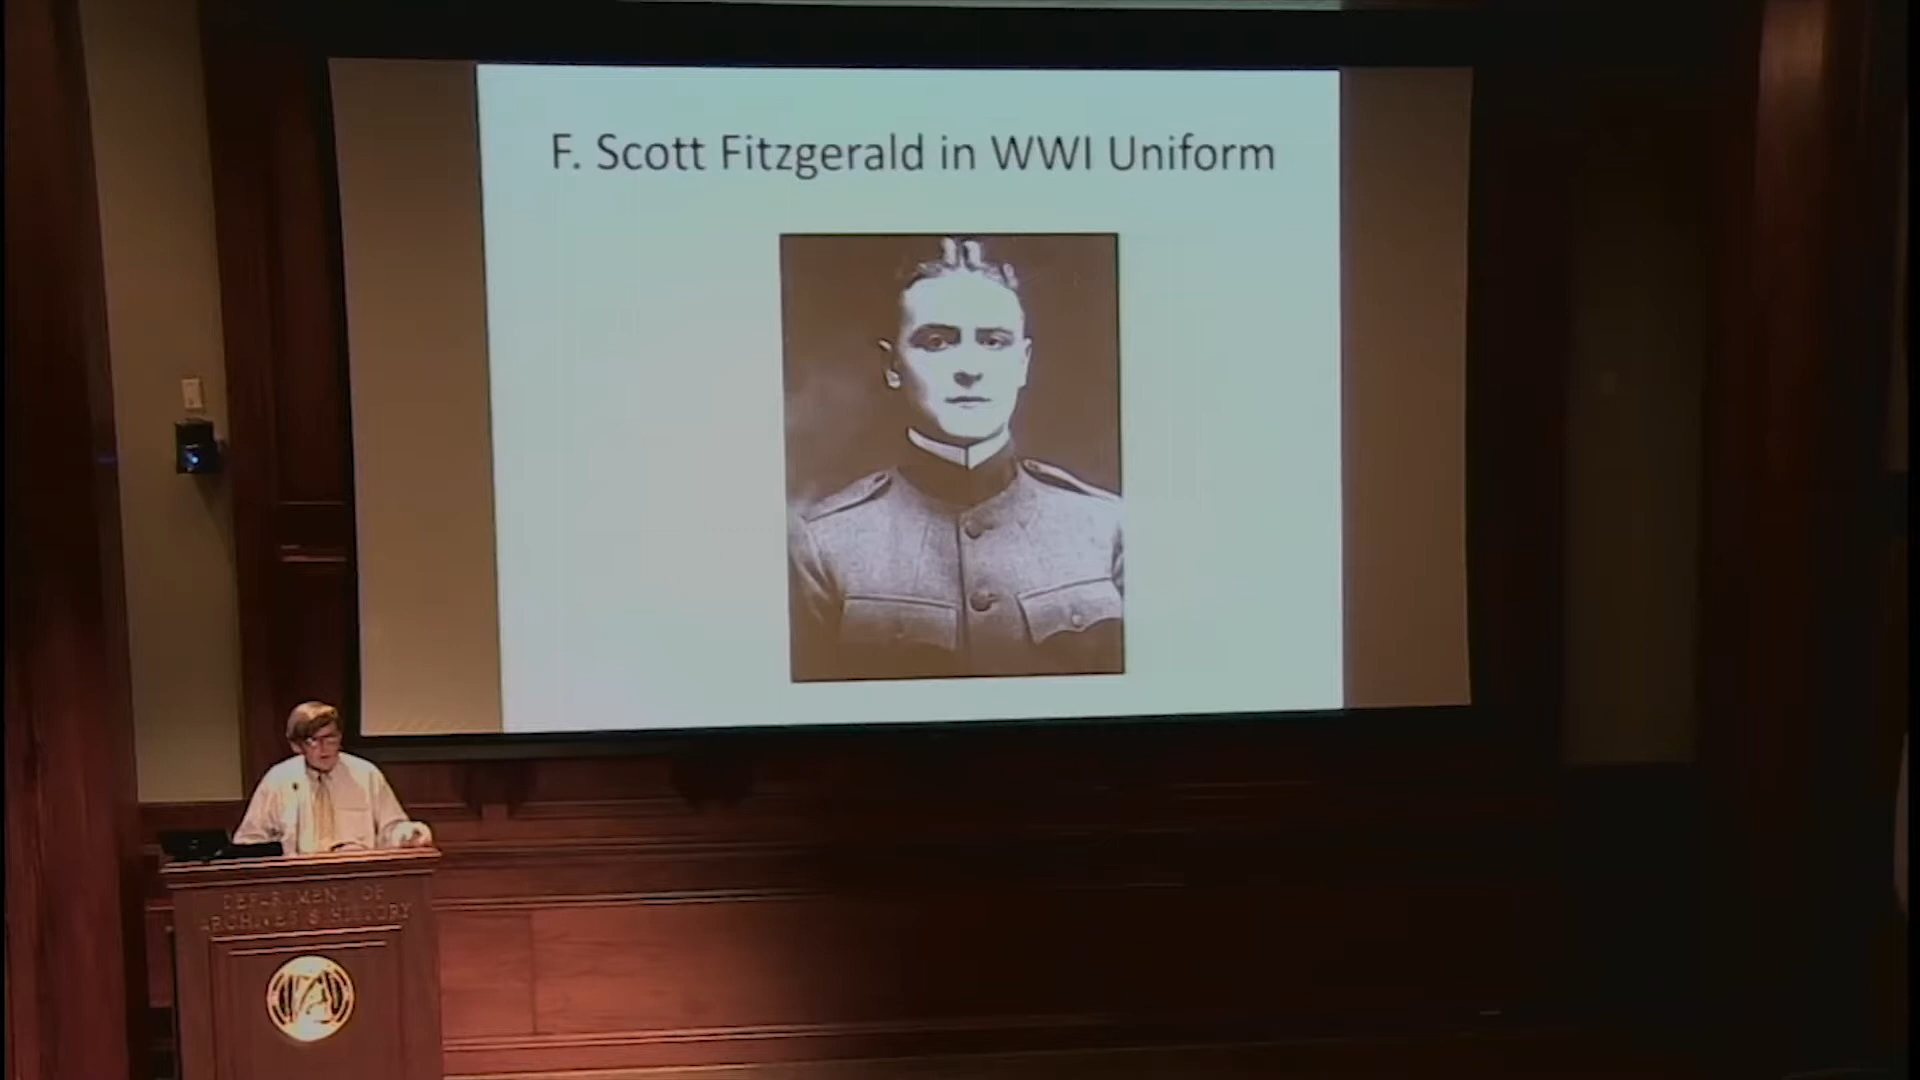 F. Scott Fitzgerald in WWI Uniform
DEPARTMENT OF
ARCHIVES & HISTORY